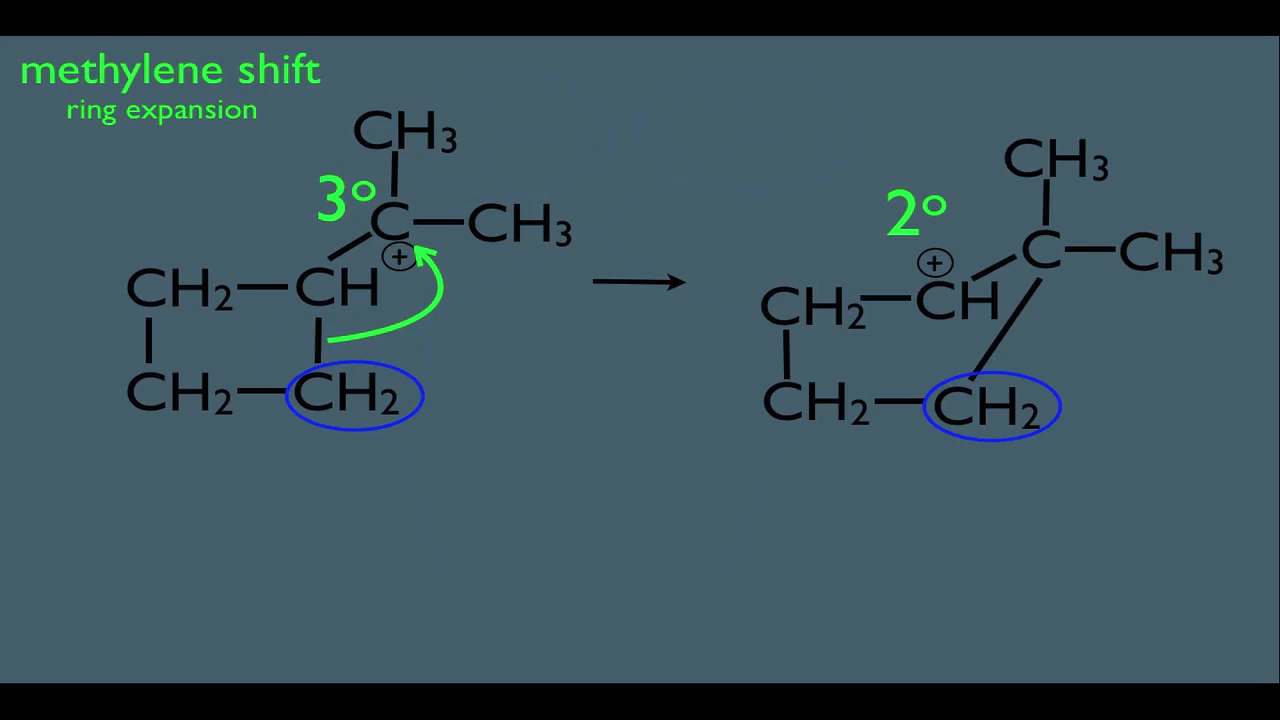 methylene shift
ring expansion
CH₃
3°
C
CH₃
+
CH₂
CH
CH₂
CH₂
CH₃
2°
C
CH₃
+
CH₂
CH
CH₂
CH₂